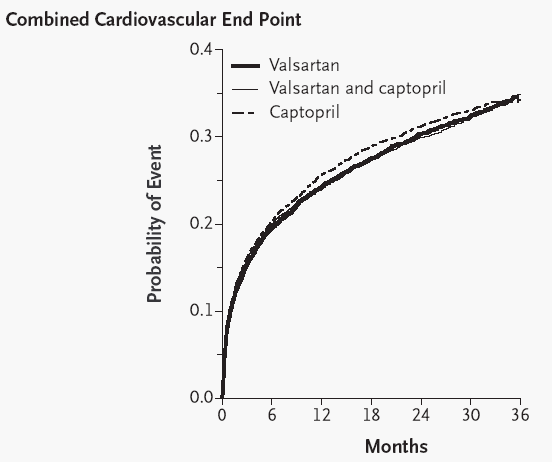 Combined Cardiovascular End Point
0.4
Valsartan
Valsartan and captopril
Captopril
0.3
0.2
0.1
0.0
Probability of Event
0 6 12 18 24 30 36
Months